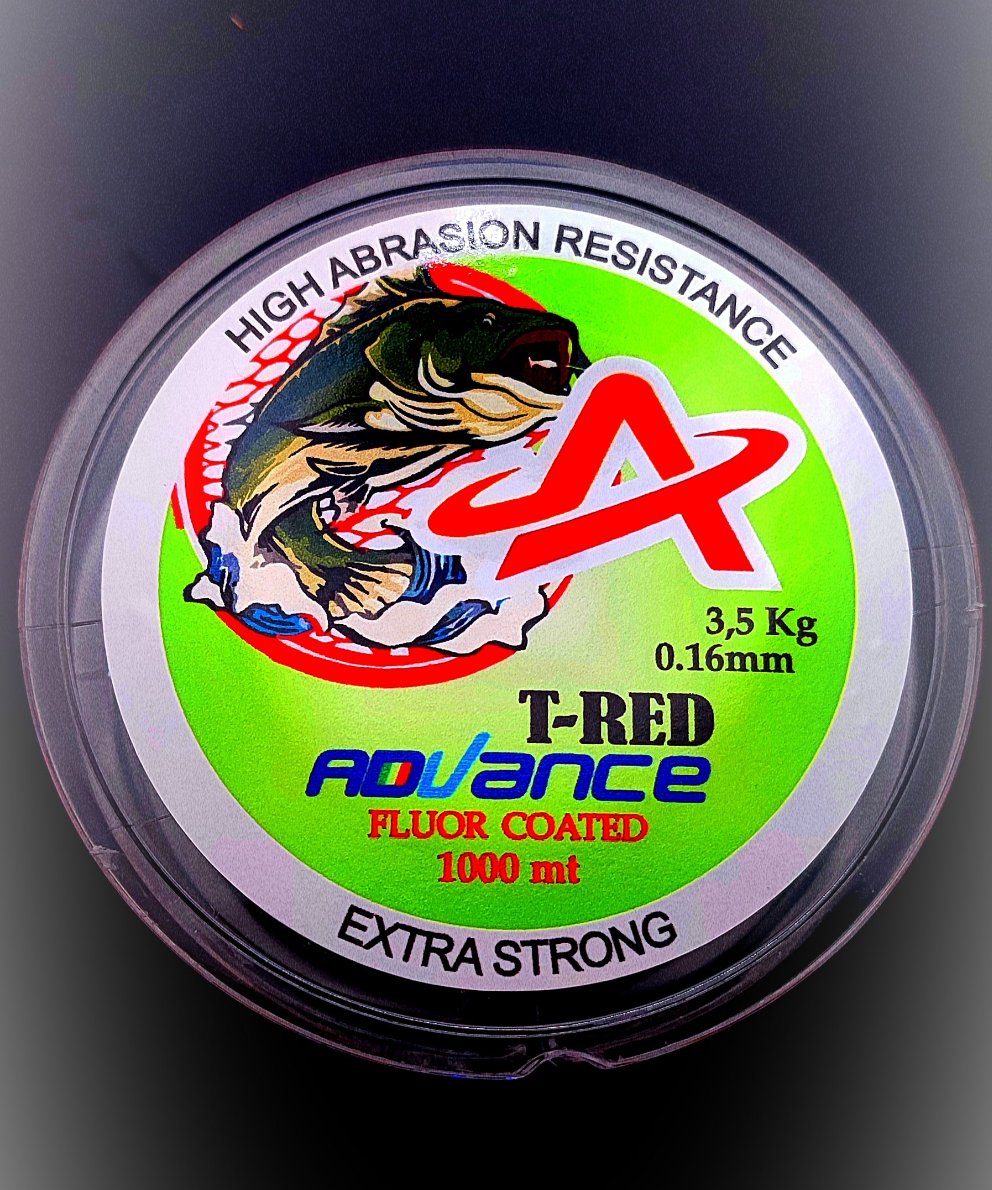 HIGH ABRASION RESISTANCE
A
3,5 Kg
0.16mm
T-RED
ADVance
FLUOR COATED
1000 mt
EXTRA STRONG